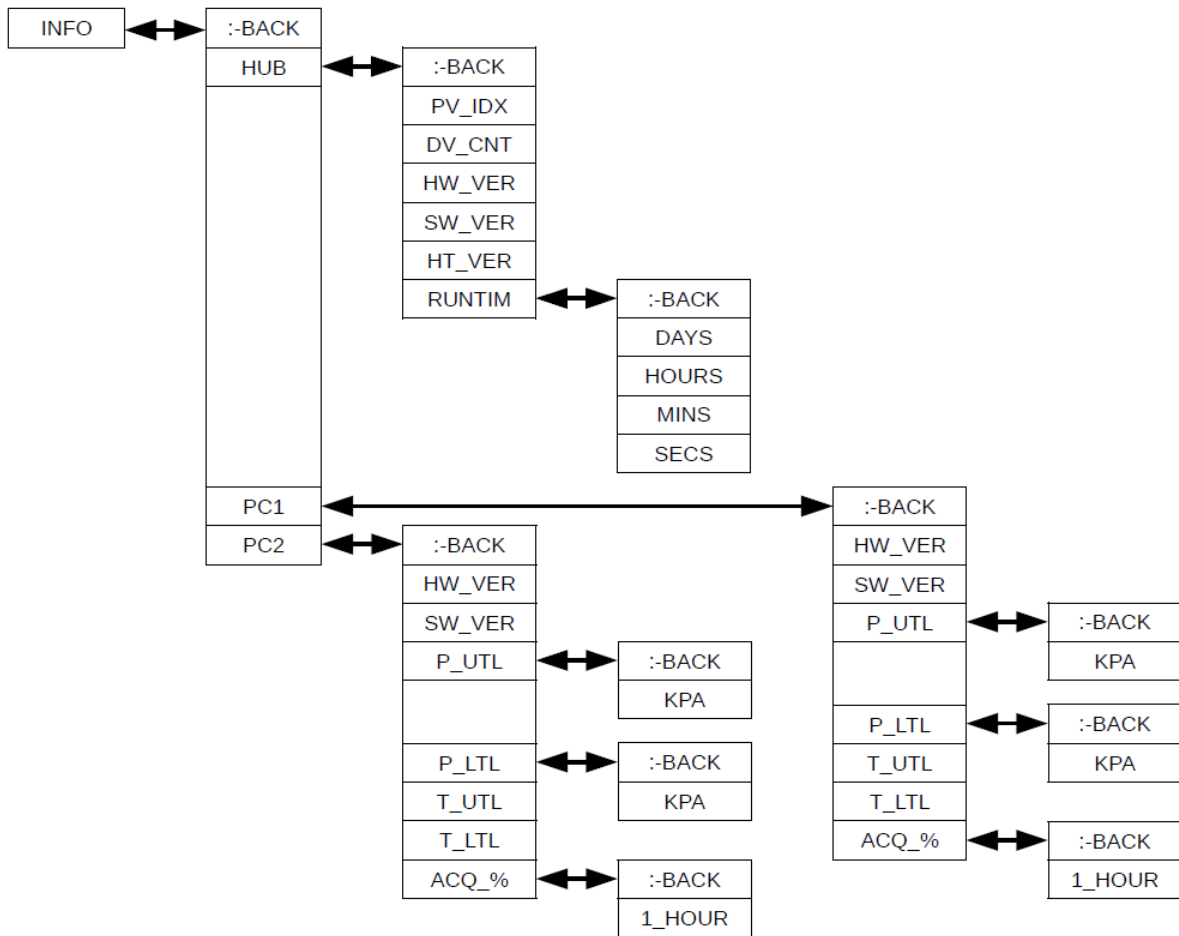 INFO
:-BACK
HUB
:-BACK
PV_IDX
DV_CNT
HW_VER
SW_VER
HT_VER
RUNTIM
:-BACK
DAYS
HOURS
MINS
SECS
PC1
:-BACK
HW_VER
SW_VER
P_UTL
:-BACK
KPA
P_LTL
:-BACK
KPA
T_UTL
T_LTL
ACQ_%
:-BACK
1_HOUR
PC2
:-BACK
HW_VER
SW_VER
P_UTL
:-BACK
KPA
P_LTL
:-BACK
KPA
T_UTL
T_LTL
ACQ_%
:-BACK
1_HOUR